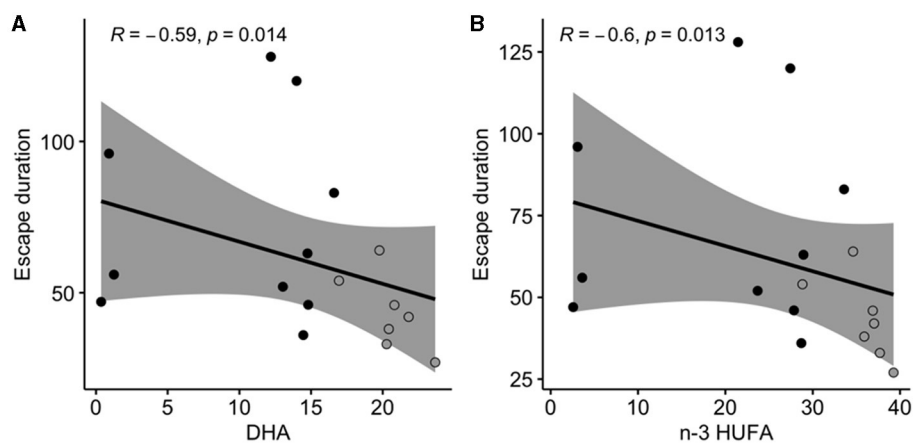 A
R = −0.59, p = 0.014
100
50
Escape duration
0 5 10 15 20
DHA
B
R = −0.6, p = 0.013
125
100
75
50
25
Escape duration
0 10 20 30 40
n-3 HUFA